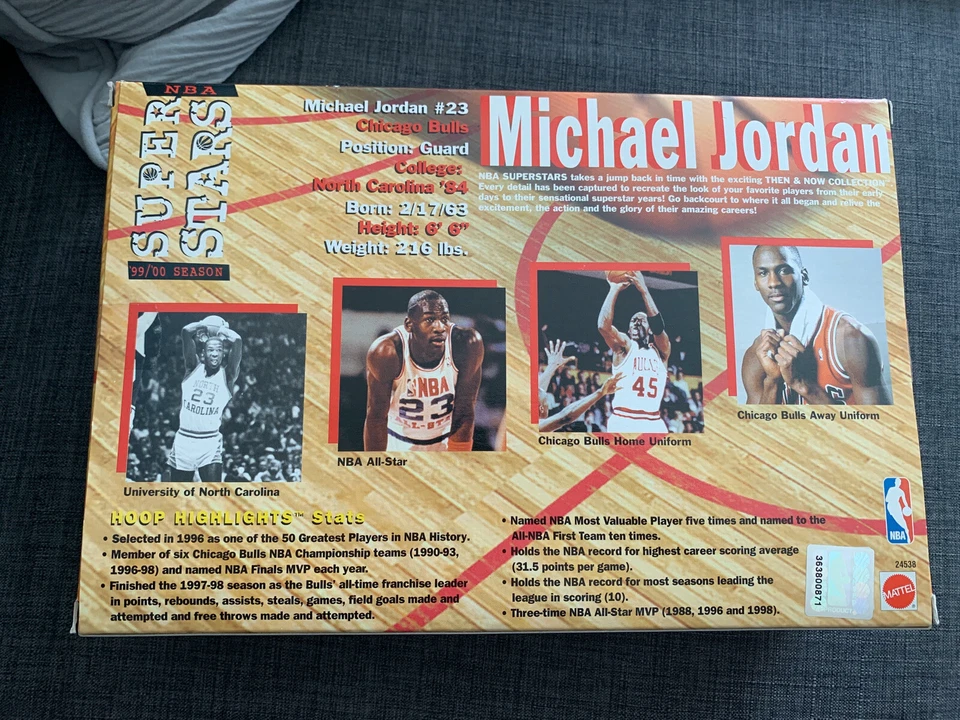 NBA
SUPER
STARS
'99/'00 SEASON
Michael Jordan #23
Chicago Bulls
Position: Guard
College:
North Carolina '84
Born: 2/17/63
Height: 6' 6"
Weight: 216 lbs.
Michael Jordan
NBA SUPERSTARS takes a jump back in time with the exciting THEN & NOW COLLECTION™
Every detail has been captured to recreate the look of your favorite players from their early
days to their sensational superstar years! Go backcourt to where it all began and relive the
excitement, the action and the glory of their amazing careers!
NORTH
23
CAROLINA
University of North Carolina
NBA
23
ALL-STAR
NBA All-Star
BULLS
45
Chicago Bulls Home Uniform
Chicago Bulls Away Uniform
HOOP HIGHLIGHTS™ Stats
• Selected in 1996 as one of the 50 Greatest Players in NBA History.
• Member of six Chicago Bulls NBA Championship teams (1990-93,
1996-98) and named NBA Finals MVP each year.
• Finished the 1997-98 season as the Bulls' all-time franchise leader
in points, rebounds, assists, steals, games, field goals made and
attempted and free throws made and attempted.
• Named NBA Most Valuable Player five times and named to the
All-NBA First Team ten times.
• Holds the NBA record for highest career scoring average
(31.5 points per game).
• Holds the NBA record for most seasons leading the
league in scoring (10).
• Three-time NBA All-Star MVP (1988, 1996 and 1998).
363800871
NBA
24538
MATTEL